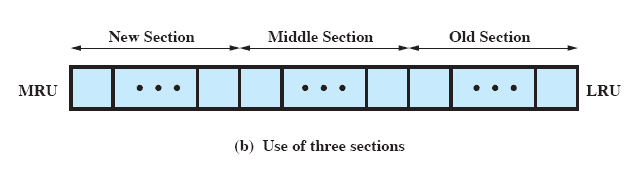 New Section Middle Section Old Section
MRU • • • • • • • • • LRU
(b) Use of three sections